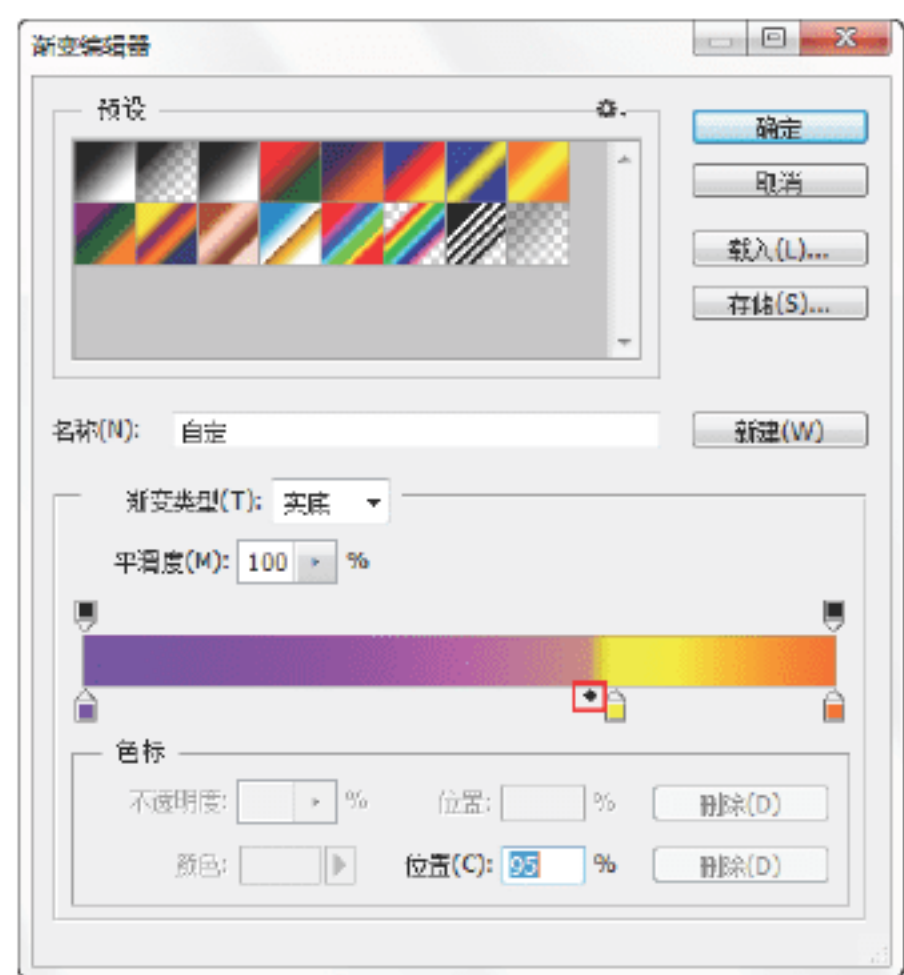 渐变编辑器
预设
确定
取消
载入(L)...
存储(S)...
名称(N): 自定
新建(W)
渐变类型(T): 实底
平滑度(M): 100 %
色标
不透明度: % 位置: % 删除(D)
颜色: 位置(C): 95 % 删除(D)